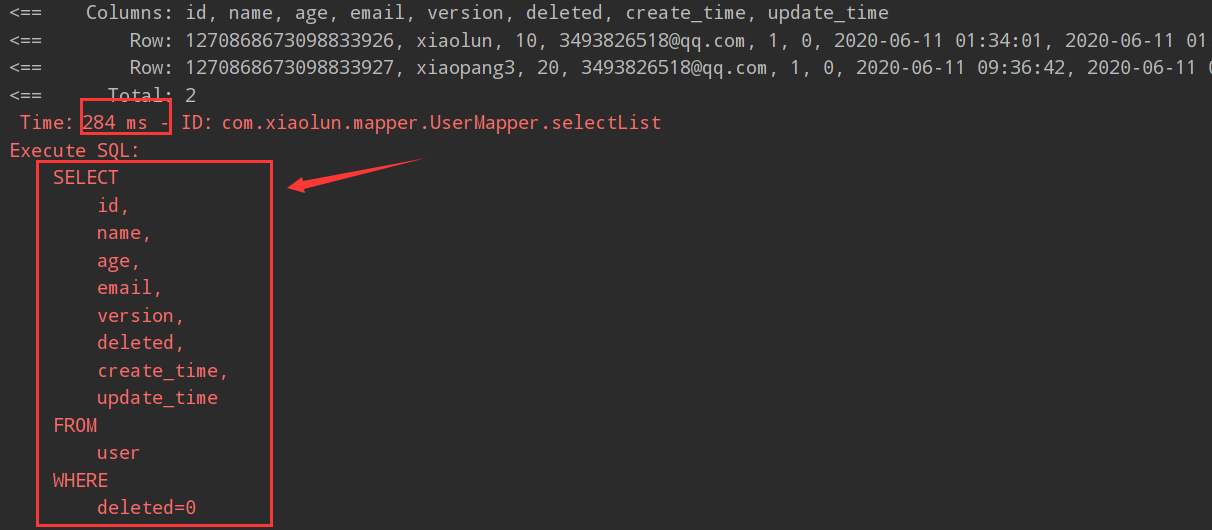 <==    Columns: id, name, age, email, version, deleted, create_time, update_time
<==        Row: 1270868673098833926, xiaolun, 10, 3493826518@qq.com, 1, 0, 2020-06-11 01:34:01, 2020-06-11 01
<==        Row: 1270868673098833927, xiaopang3, 20, 3493826518@qq.com, 1, 0, 2020-06-11 09:36:42, 2020-06-11
<==      Total: 2
 Time: 284 ms - ID: com.xiaolun.mapper.UserMapper.selectList
Execute SQL:
    SELECT
        id,
        name,
        age,
        email,
        version,
        deleted,
        create_time,
        update_time
    FROM
        user
    WHERE
        deleted=0